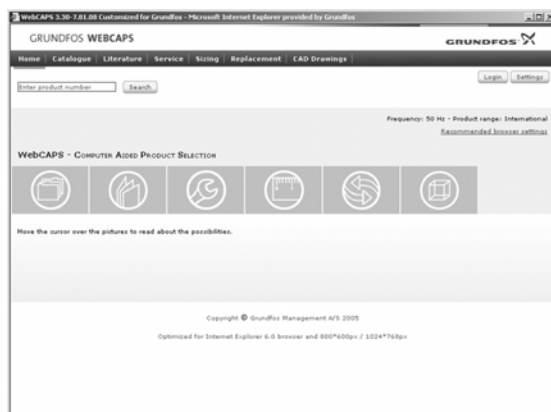 WebCAPS 3.30-7.01.08 Customized for Grundfos - Microsoft Internet Explorer provided by Grundfos
GRUNDFOS WEBCAPS
GRUNDFOS
Home Catalogue Literature Service Sizing Replacement CAD Drawings
Login Settings
Enter product number Search
Frequency: 50 Hz - Product range: International
Recommended browser settings
WebCAPS - Computer Aided Product Selection
Move the cursor over the pictures to read about the possibilities.
Copyright © Grundfos Management A/S 2005
Optimized for Internet Explorer 6.0 browser and 800*600px / 1024*768px